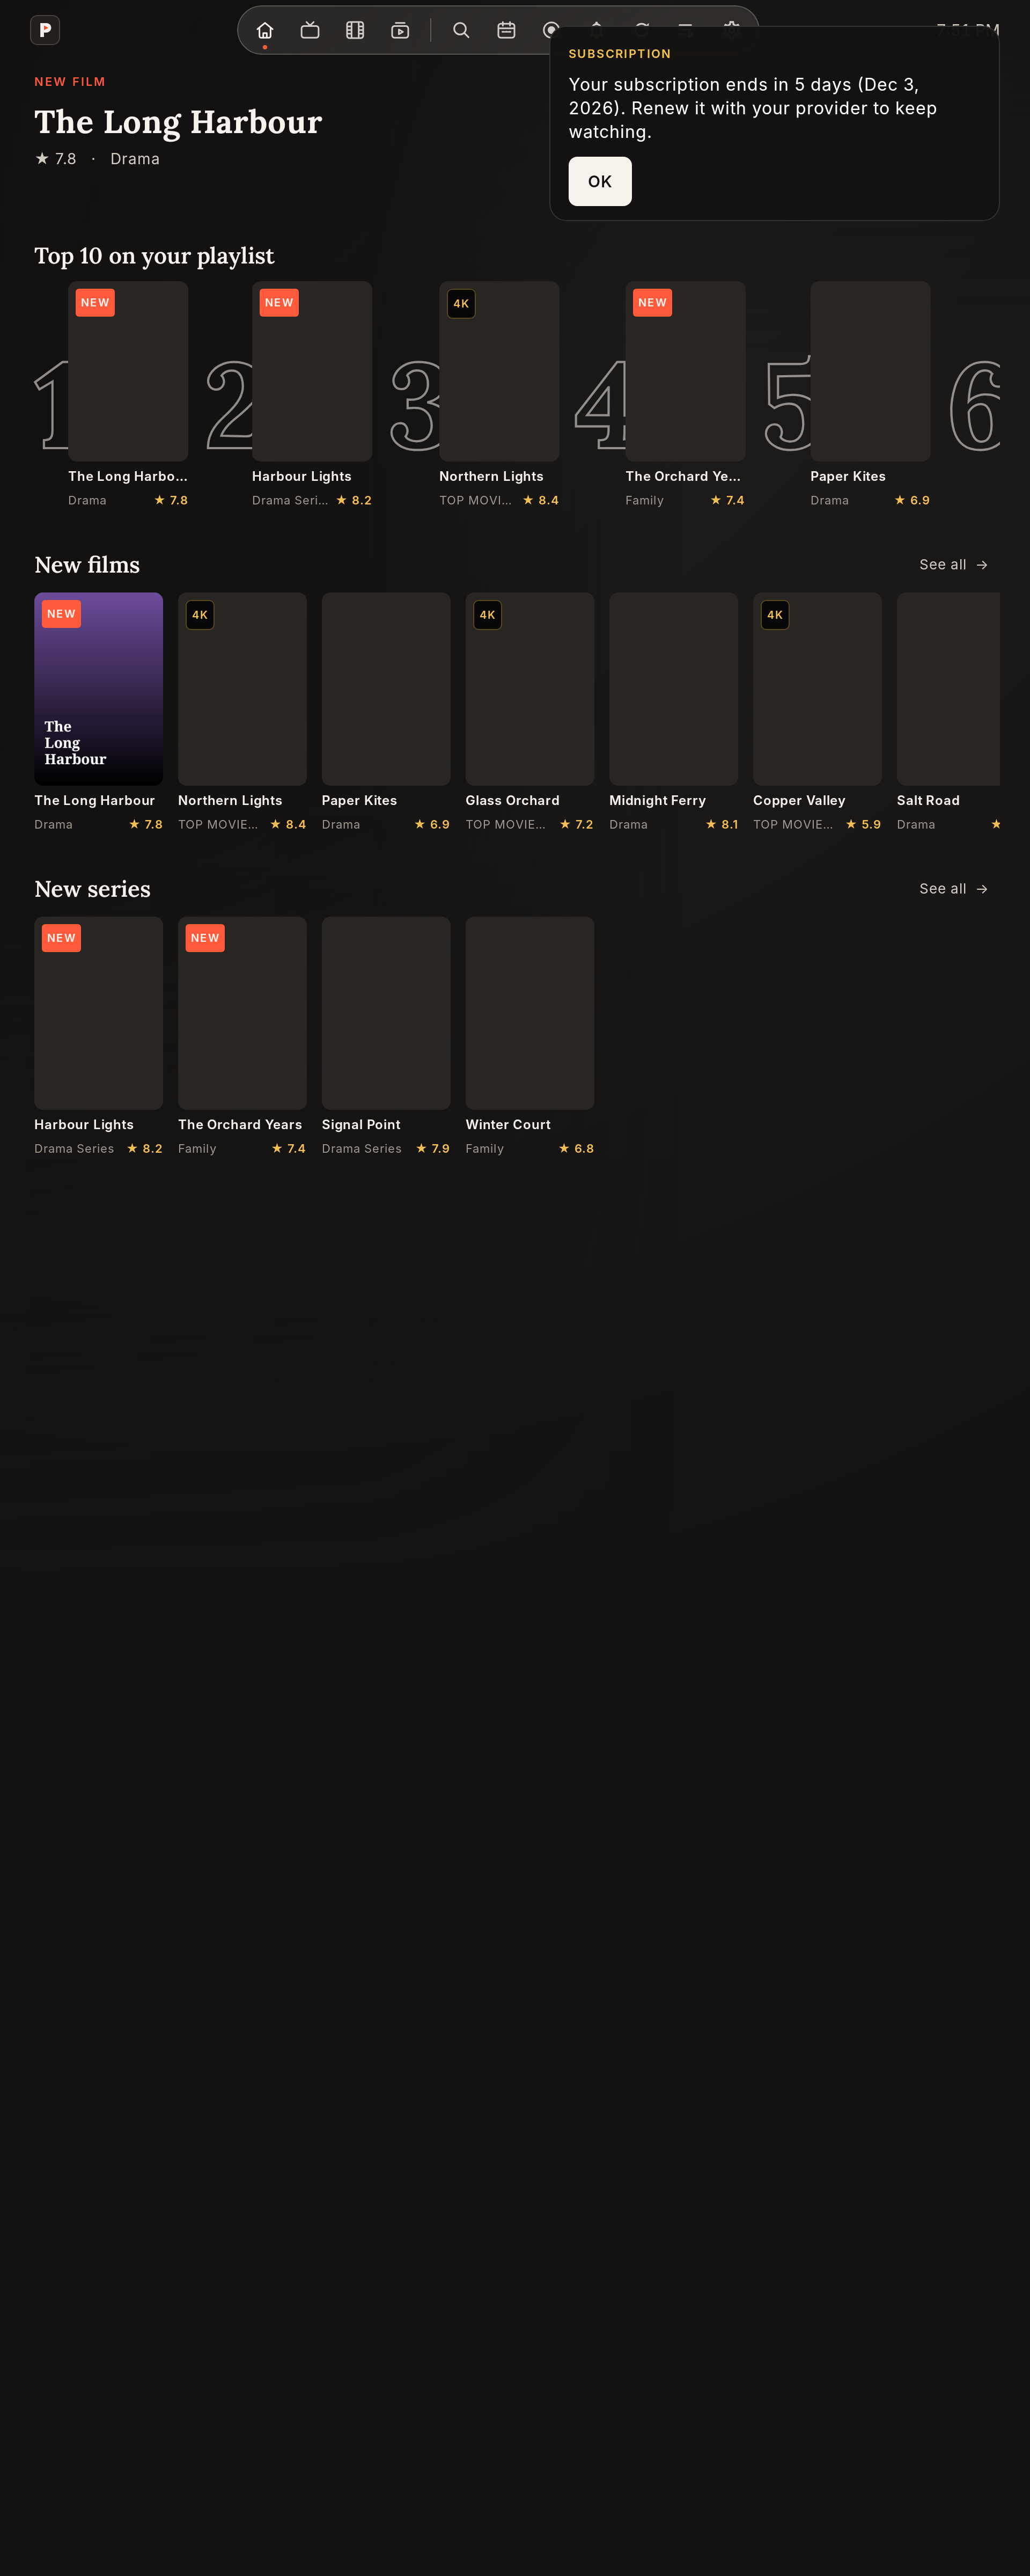 P
7:51 PM
SUBSCRIPTION
Your subscription ends in 5 days (Dec 3,
2026). Renew it with your provider to keep
watching.
OK
NEW FILM
The Long Harbour
★ 7.8 · Drama
Top 10 on your playlist
NEW
NEW
4K
NEW
1
2
3
4
5
6
The Long Harbo...
Harbour Lights
Northern Lights
The Orchard Ye...
Paper Kites
Drama ★ 7.8
Drama Seri... ★ 8.2
TOP MOVI... ★ 8.4
Family ★ 7.4
Drama ★ 6.9
New films
See all →
NEW
4K
4K
4K
The
Long
Harbour
The Long Harbour
Northern Lights
Paper Kites
Glass Orchard
Midnight Ferry
Copper Valley
Salt Road
Drama ★ 7.8
TOP MOVIE... ★ 8.4
Drama ★ 6.9
TOP MOVIE... ★ 7.2
Drama ★ 8.1
TOP MOVIE... ★ 5.9
Drama ★
New series
See all →
NEW
NEW
Harbour Lights
The Orchard Years
Signal Point
Winter Court
Drama Series ★ 8.2
Family ★ 7.4
Drama Series ★ 7.9
Family ★ 6.8